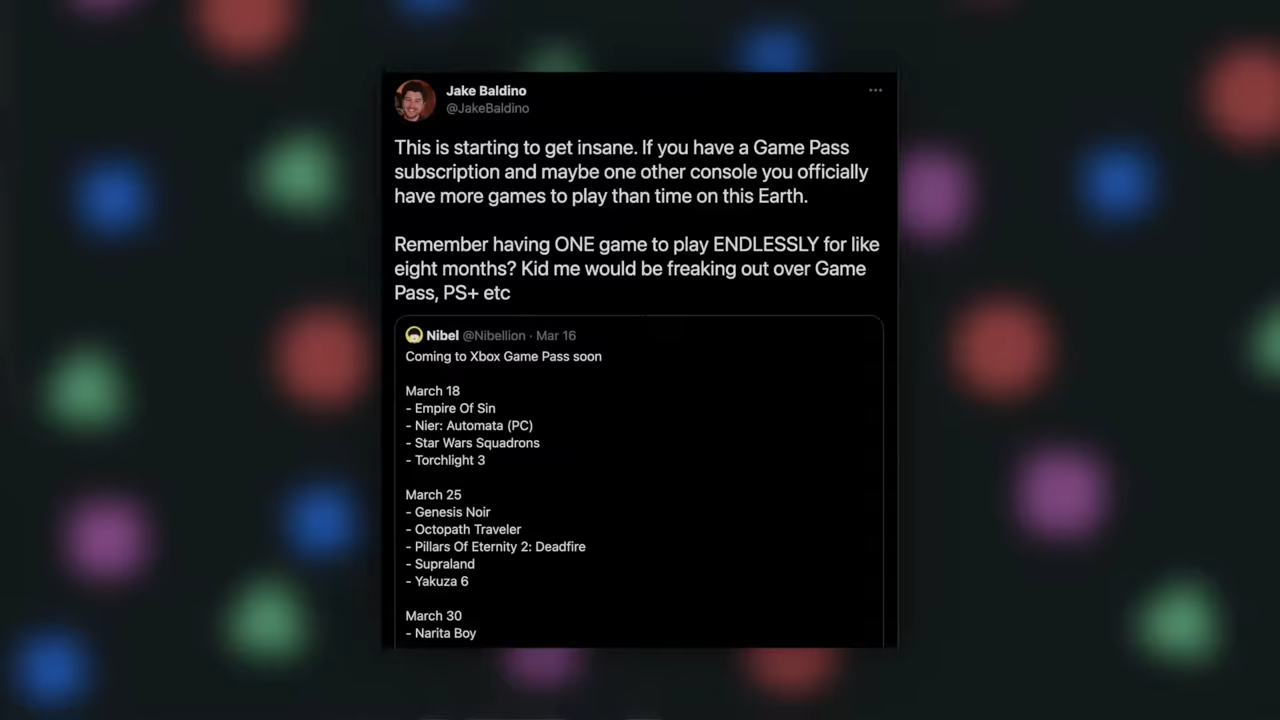 Jake Baldino
@JakeBaldino
This is starting to get insane. If you have a Game Pass
subscription and maybe one other console you officially
have more games to play than time on this Earth.
Remember having ONE game to play ENDLESSLY for like
eight months? Kid me would be freaking out over Game
Pass, PS+ etc
Nibel @Nibellion · Mar 16
Coming to Xbox Game Pass soon
March 18
- Empire Of Sin
- Nier: Automata (PC)
- Star Wars Squadrons
- Torchlight 3
March 25
- Genesis Noir
- Octopath Traveler
- Pillars Of Eternity 2: Deadfire
- Supraland
- Yakuza 6
March 30
- Narita Boy